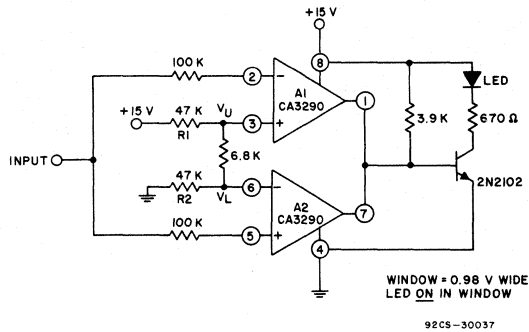 +15 V
100 K
2
−
8
A1
CA3290
1
LED
+15 V
47 K
R1
VU
3
+
3.9 K
670 Ω
INPUT
6.8 K
47 K
R2
VL
6
−
2N2102
A2
CA3290
7
100 K
5
+
4
WINDOW = 0.98 V WIDE
LED ON IN WINDOW
92CS-30037